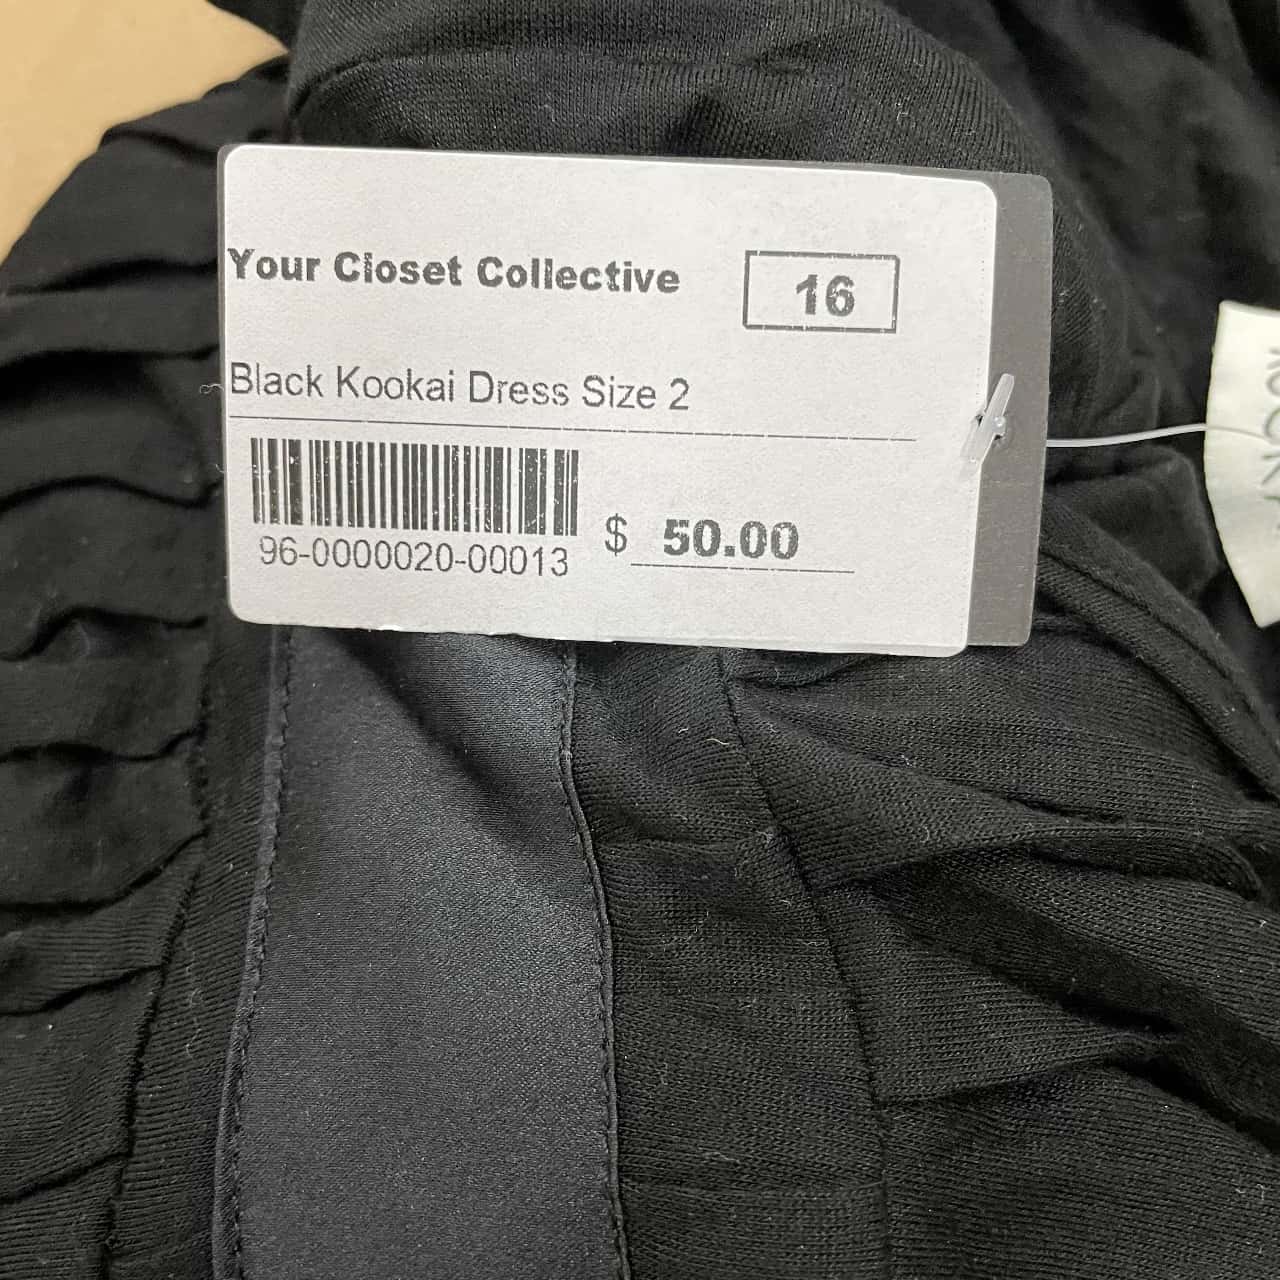 Your Closet Collective
16
Black Kookai Dress Size 2
96-0000020-00013
$ 50.00